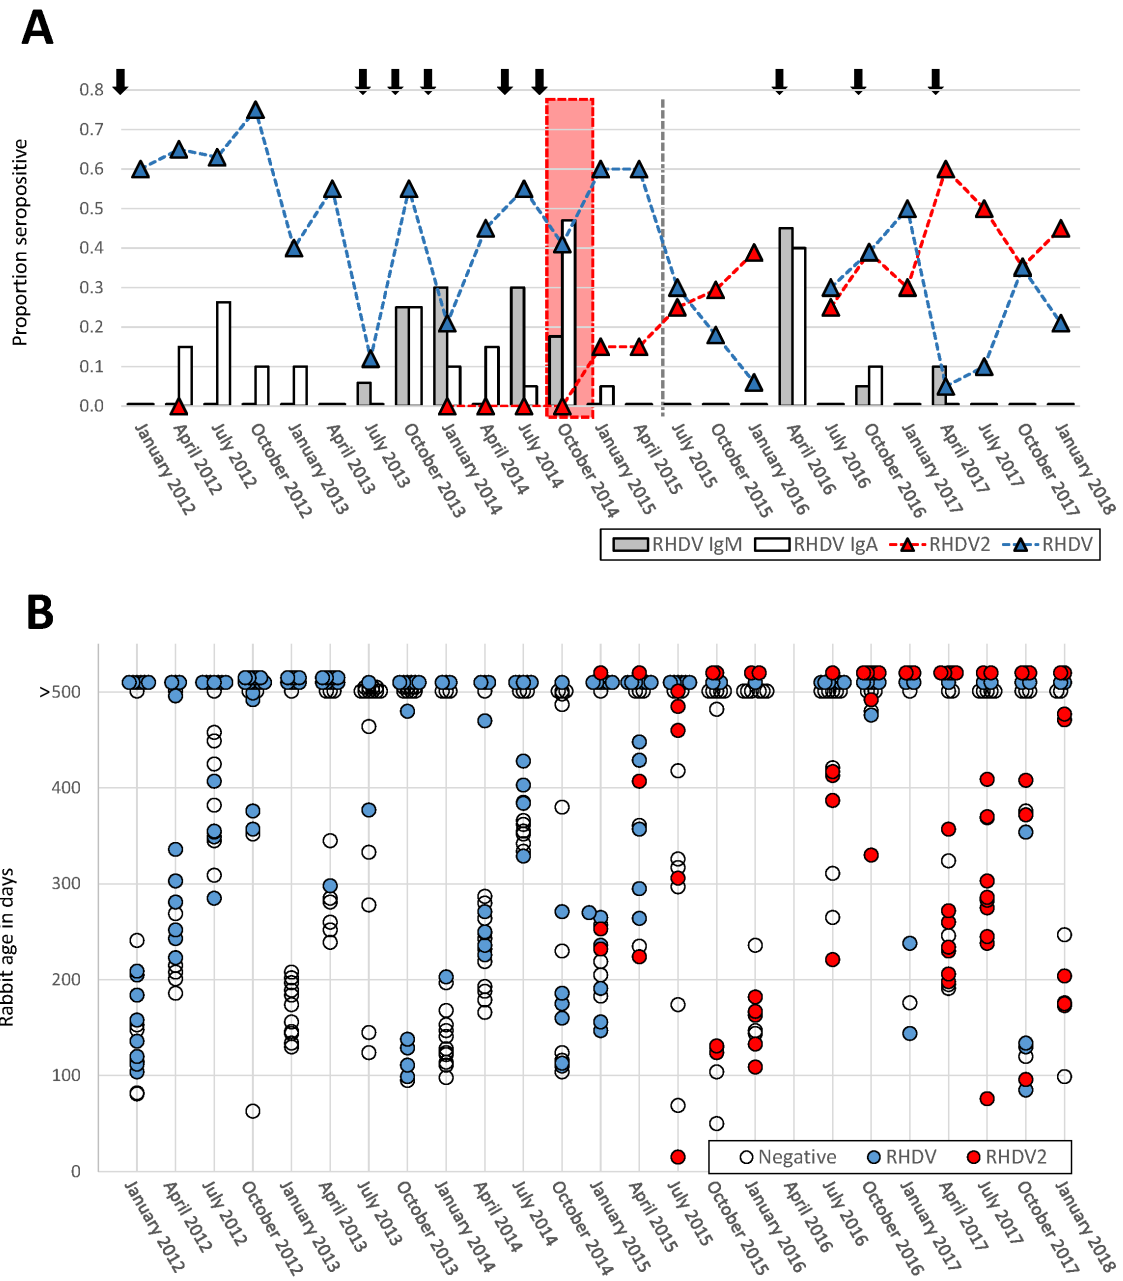 A
Proportion seropositive
0.8
0.7
0.6
0.5
0.4
0.3
0.2
0.1
0.0
January 2012
April 2012
July 2012
October 2012
January 2013
April 2013
July 2013
October 2013
January 2014
April 2014
July 2014
October 2014
January 2015
April 2015
July 2015
October 2015
January 2016
April 2016
July 2016
October 2016
January 2017
April 2017
July 2017
October 2017
January 2018
RHDV IgM RHDV IgA RHDV2 RHDV
B
Rabbit age in days
>500
400
300
200
100
0
Negative RHDV RHDV2
January 2012
April 2012
July 2012
October 2012
January 2013
April 2013
July 2013
October 2013
January 2014
April 2014
July 2014
October 2014
January 2015
April 2015
July 2015
October 2015
January 2016
April 2016
July 2016
October 2016
January 2017
April 2017
July 2017
October 2017
January 2018